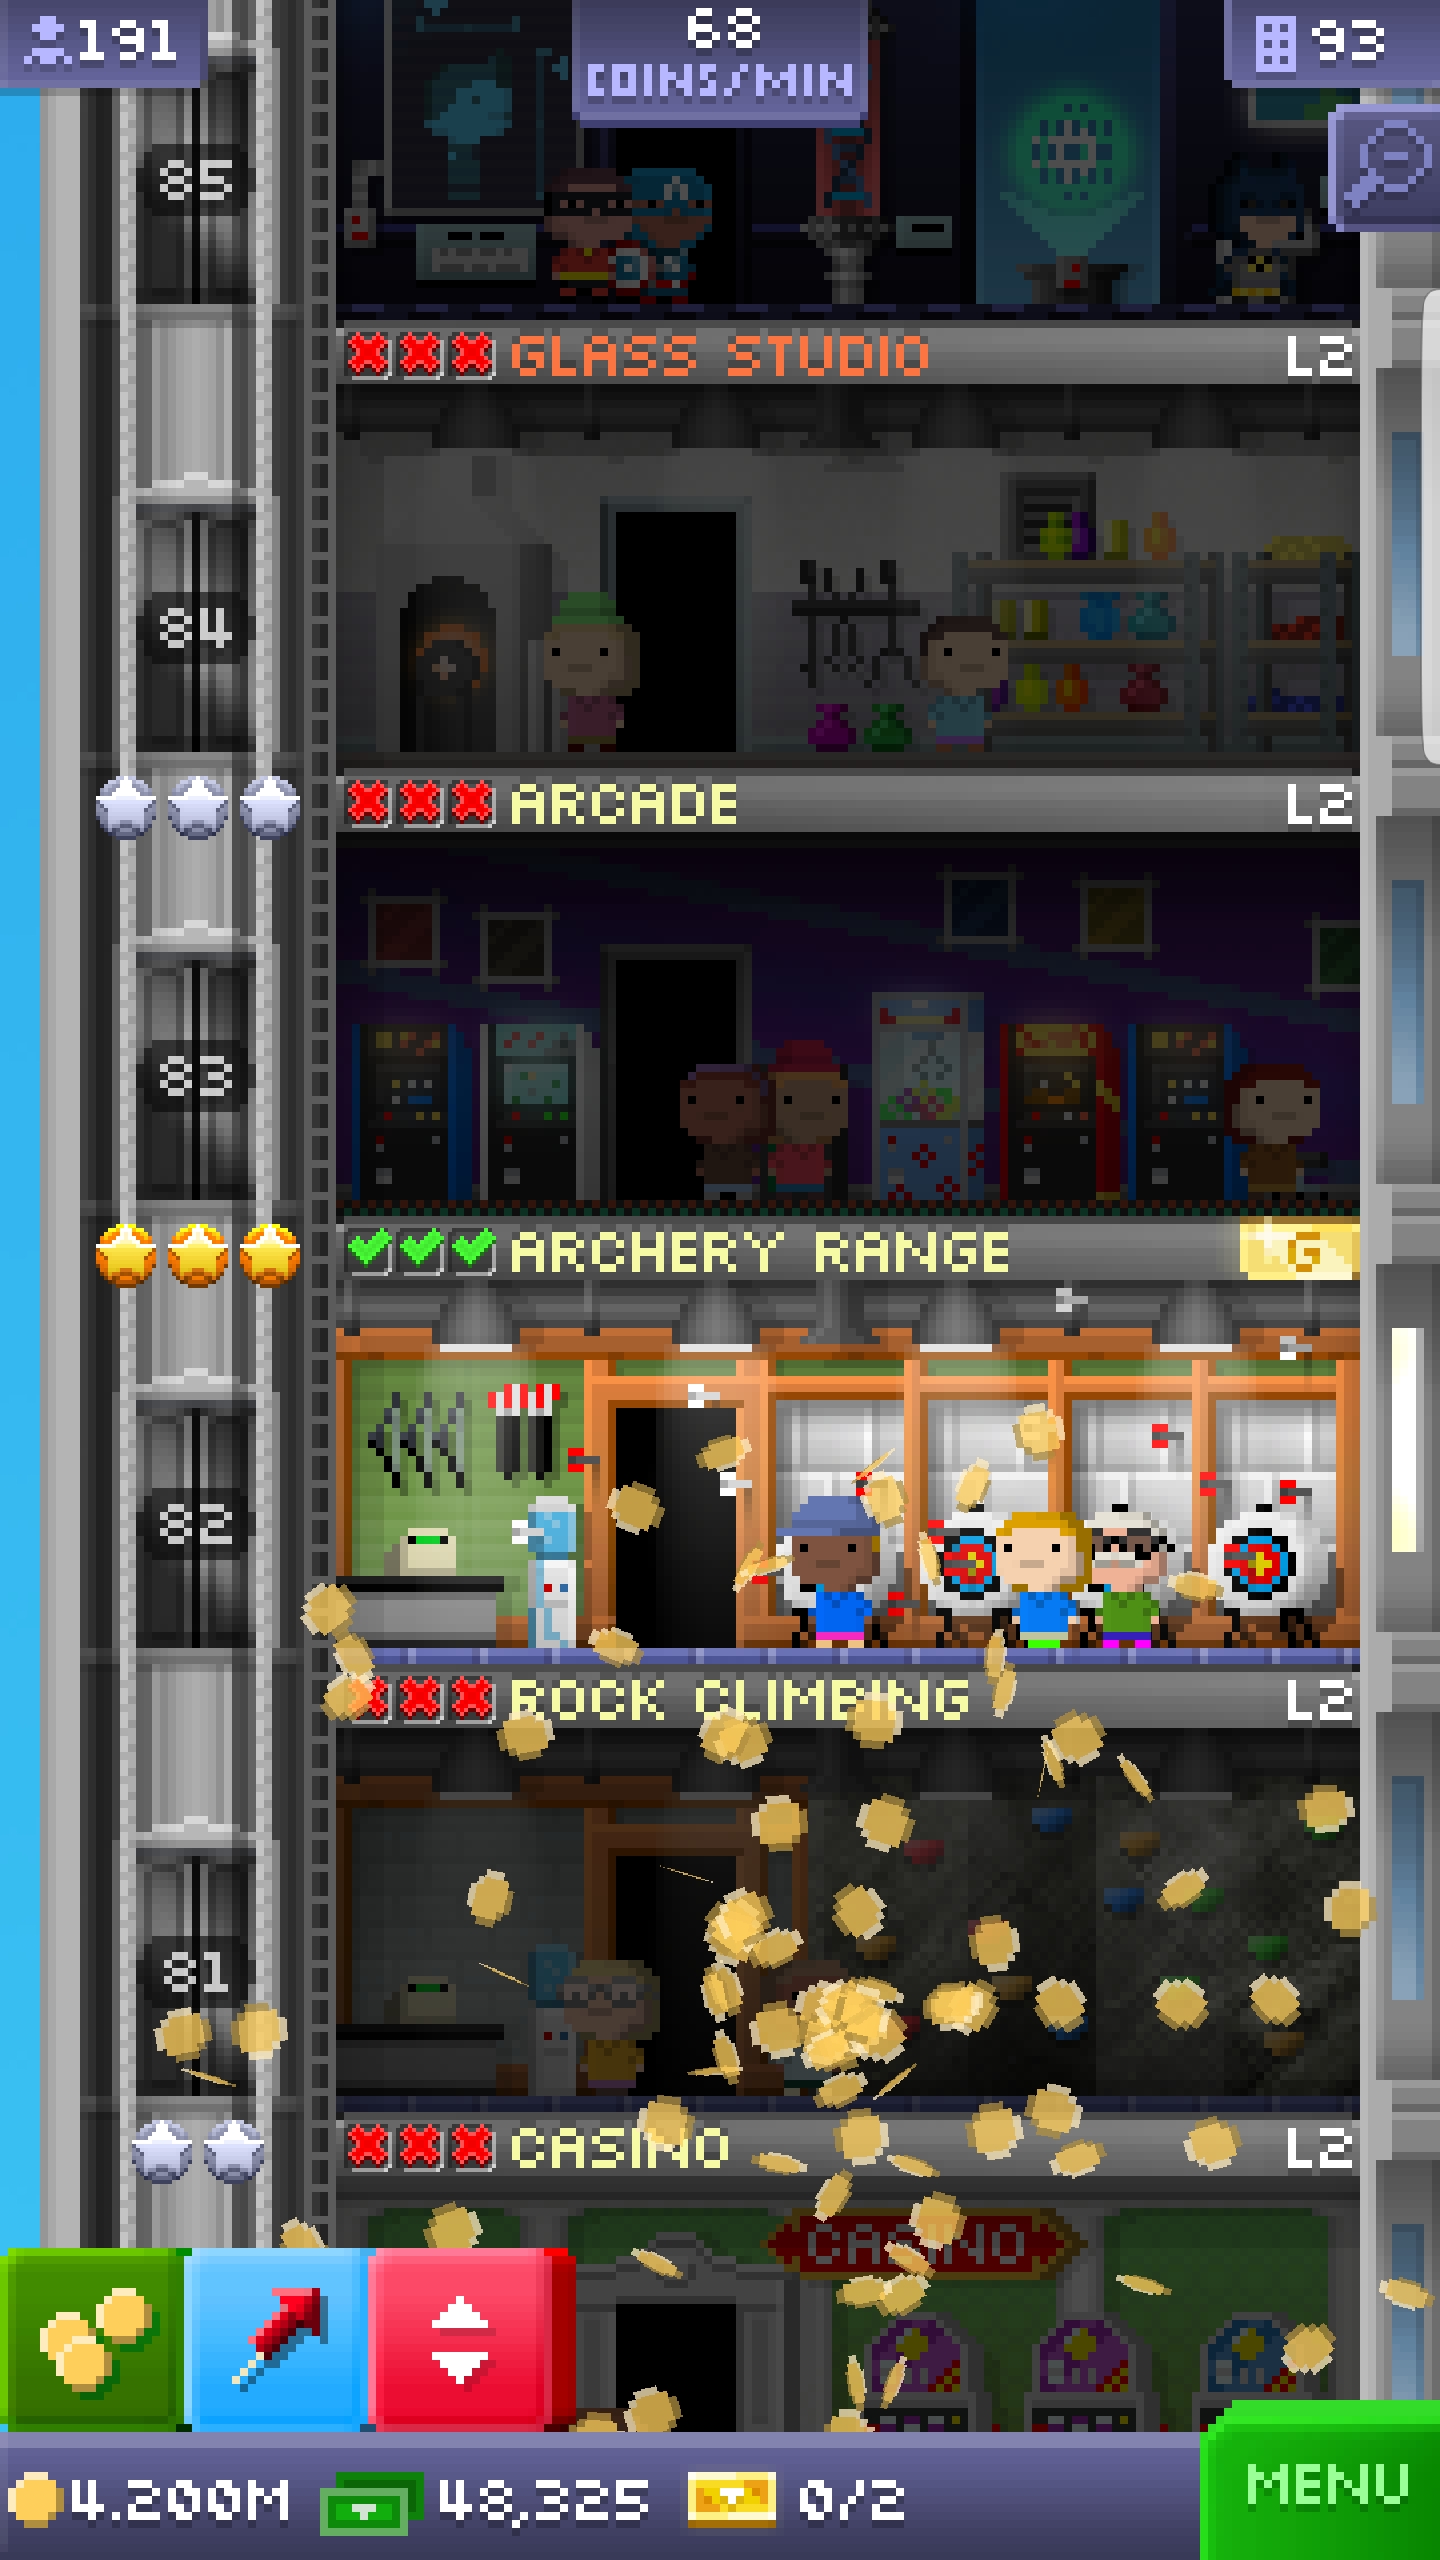 191
68
COINS/MIN
93
85
GLASS STUDIO L2
84
ARCADE L2
83
ARCHERY RANGE G
82
ROCK CLIMBING L2
81
CASINO L2
CASINO
4.200M 48,325 0/2
MENU